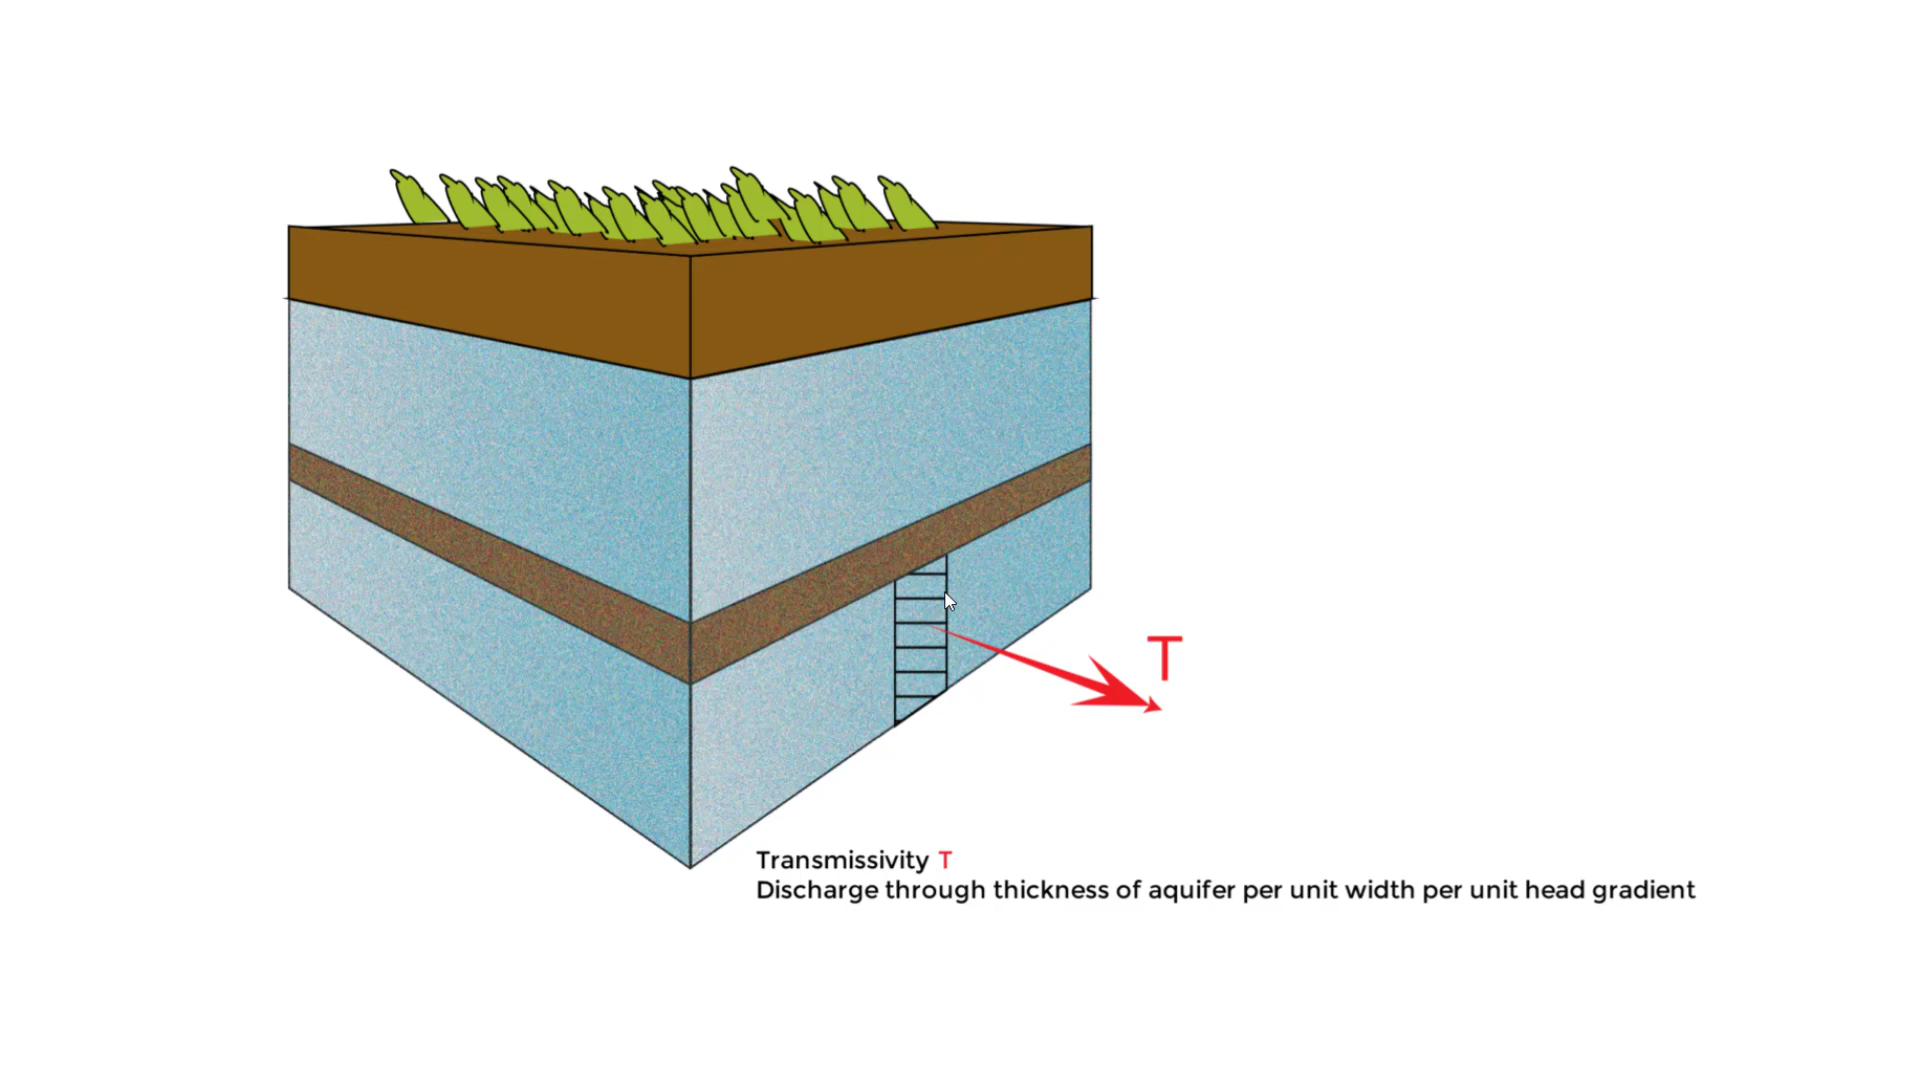 T
Transmissivity T
Discharge through thickness of aquifer per unit width per unit head gradient